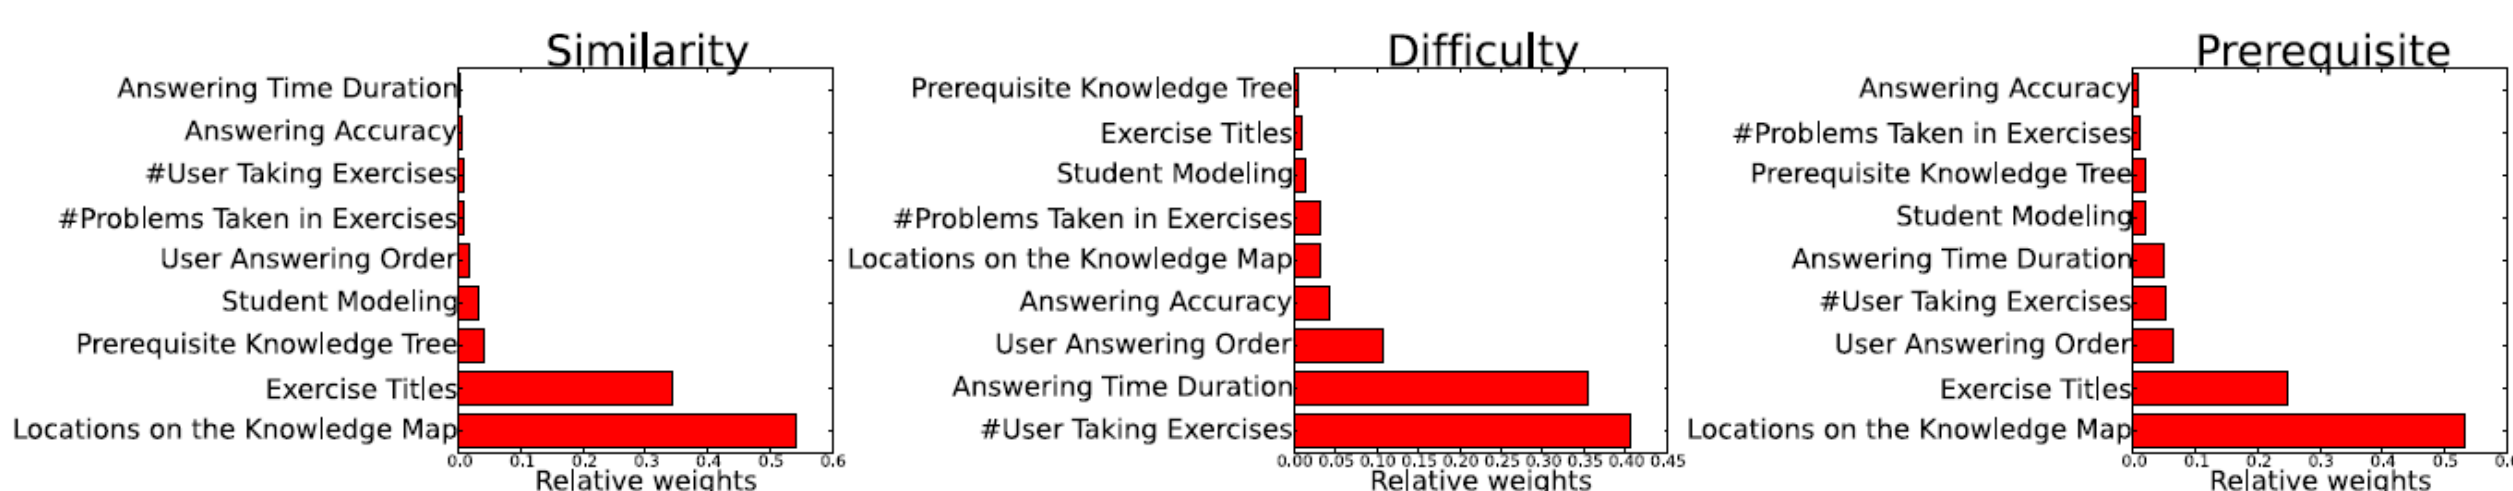 Similarity
Answering Time Duration
Answering Accuracy
#User Taking Exercises
#Problems Taken in Exercises
User Answering Order
Student Modeling
Prerequisite Knowledge Tree
Exercise Titles
Locations on the Knowledge Map
0.0 0.1 0.2 0.3 0.4 0.5 0.6
Relative weights
Difficulty
Prerequisite Knowledge Tree
Exercise Titles
Student Modeling
#Problems Taken in Exercises
Locations on the Knowledge Map
Answering Accuracy
User Answering Order
Answering Time Duration
#User Taking Exercises
0.00 0.05 0.10 0.15 0.20 0.25 0.30 0.35 0.40 0.45
Relative weights
Prerequisite
Answering Accuracy
#Problems Taken in Exercises
Prerequisite Knowledge Tree
Student Modeling
Answering Time Duration
#User Taking Exercises
User Answering Order
Exercise Titles
Locations on the Knowledge Map
0.0 0.1 0.2 0.3 0.4 0.5
Relative weights